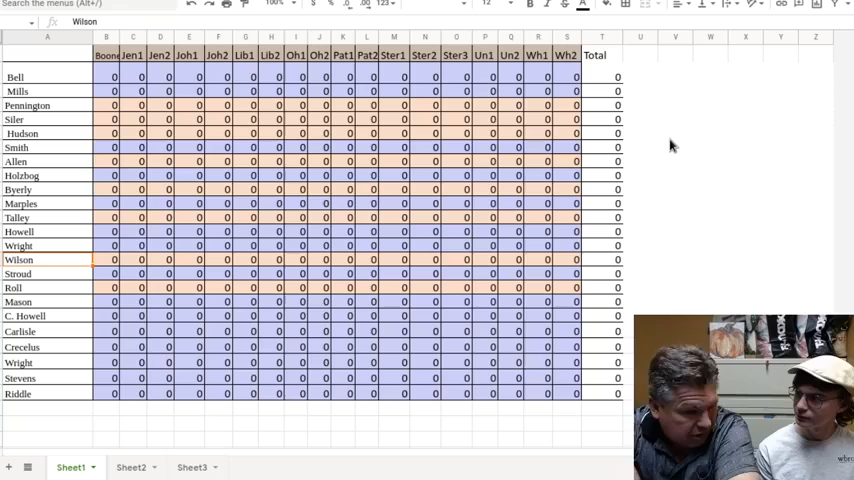 Search the menus (Alt+/) 100% $ % .0 .00 123 12 A
fx Wilson
A B C D E F G H I J K L M N O P Q R S T U V W X Y Z
Boone Jen1 Jen2 Joh1 Joh2 Lib1 Lib2 Oh1 Oh2 Pat1 Pat2 Ster1 Ster2 Ster3 Un1 Un2 Wh1 Wh2 Total
Bell 0 0 0 0 0 0 0 0 0 0 0 0 0 0 0 0 0 0 0
Mills 0 0 0 0 0 0 0 0 0 0 0 0 0 0 0 0 0 0 0
Pennington 0 0 0 0 0 0 0 0 0 0 0 0 0 0 0 0 0 0 0
Siler 0 0 0 0 0 0 0 0 0 0 0 0 0 0 0 0 0 0 0
Hudson 0 0 0 0 0 0 0 0 0 0 0 0 0 0 0 0 0 0 0
Smith 0 0 0 0 0 0 0 0 0 0 0 0 0 0 0 0 0 0 0
Allen 0 0 0 0 0 0 0 0 0 0 0 0 0 0 0 0 0 0 0
Holzbog 0 0 0 0 0 0 0 0 0 0 0 0 0 0 0 0 0 0 0
Byerly 0 0 0 0 0 0 0 0 0 0 0 0 0 0 0 0 0 0 0
Marples 0 0 0 0 0 0 0 0 0 0 0 0 0 0 0 0 0 0 0
Talley 0 0 0 0 0 0 0 0 0 0 0 0 0 0 0 0 0 0 0
Howell 0 0 0 0 0 0 0 0 0 0 0 0 0 0 0 0 0 0 0
Wright 0 0 0 0 0 0 0 0 0 0 0 0 0 0 0 0 0 0 0
Wilson 0 0 0 0 0 0 0 0 0 0 0 0 0 0 0 0 0 0 0
Stroud 0 0 0 0 0 0 0 0 0 0 0 0 0 0 0 0 0 0 0
Roll 0 0 0 0 0 0 0 0 0 0 0 0 0 0 0 0 0 0 0
Mason 0 0 0 0 0 0 0 0 0 0 0 0 0 0 0 0 0 0 0
C. Howell 0 0 0 0 0 0 0 0 0 0 0 0 0 0 0 0 0 0 0
Carlisle 0 0 0 0 0 0 0 0 0 0 0 0 0 0 0 0 0 0 0
Crecelus 0 0 0 0 0 0 0 0 0 0 0 0 0 0 0 0 0 0 0
Wright 0 0 0 0 0 0 0 0 0 0 0 0 0 0 0 0 0 0 0
Stevens 0 0 0 0 0 0 0 0 0 0 0 0 0 0 0 0 0 0 0
Riddle 0 0 0 0 0 0 0 0 0 0 0 0 0 0 0 0 0 0 0
Sheet1 Sheet2 Sheet3